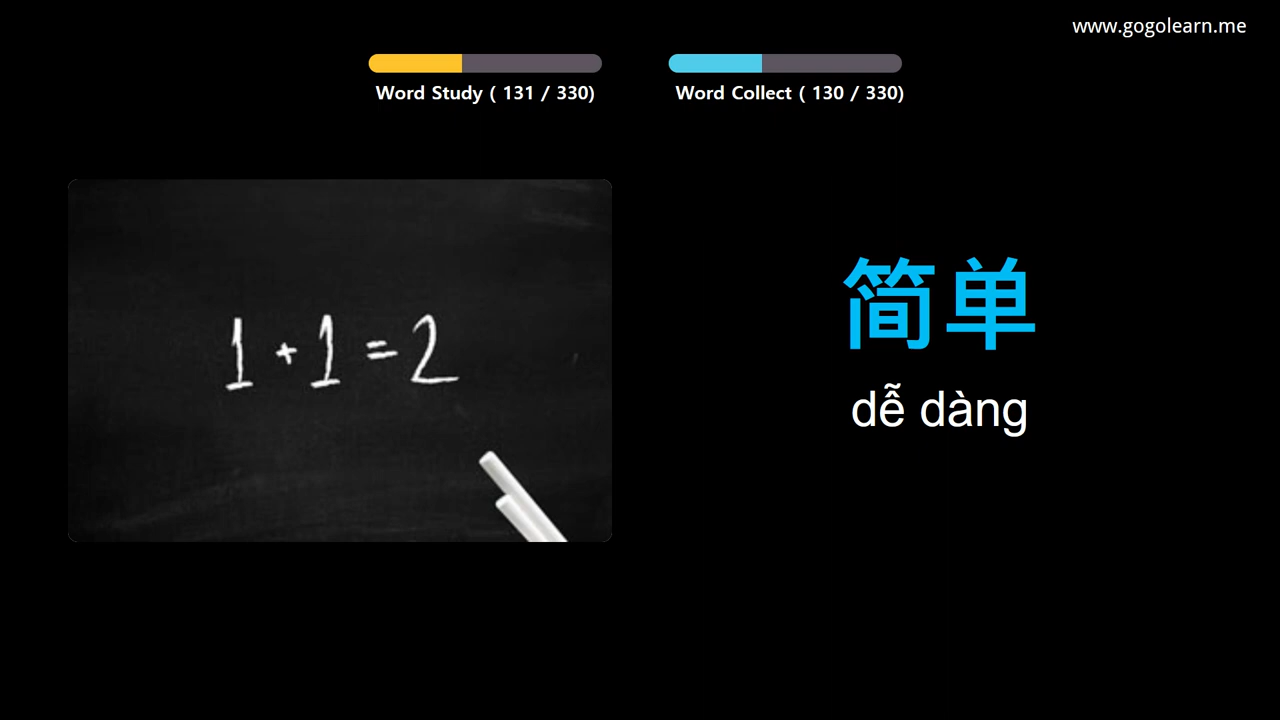 www.gogolearn.me
Word Study ( 131 / 330)
Word Collect ( 130 / 330)
1 + 1 = 2
简单
dễ dàng